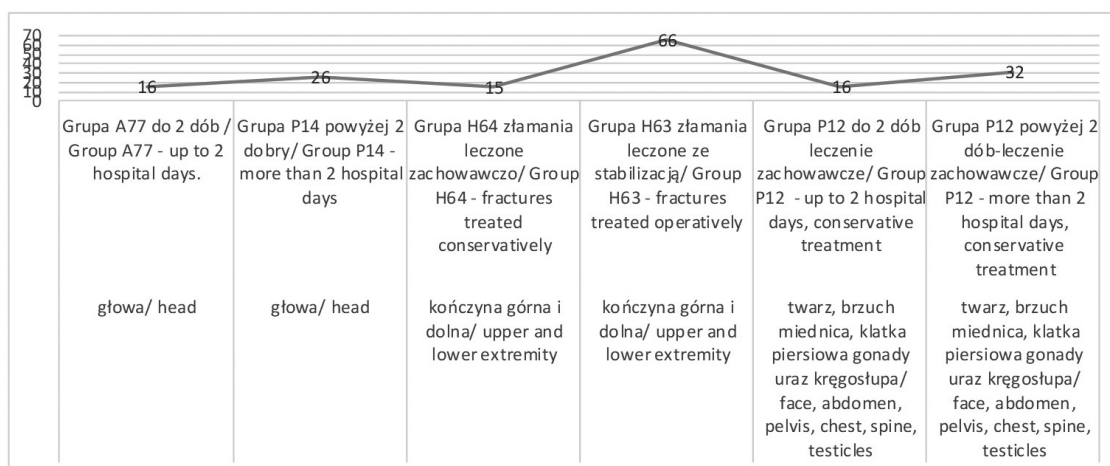 70
60
50
40
30
20
10
0
16
26
15
66
16
32
Grupa A77 do 2 dób /
Group A77 - up to 2
hospital days.
Grupa P14 powyżej 2
dobry/ Group P14 -
more than 2 hospital
days
Grupa H64 złamania
leczone
zachowawczo/ Group
H64 - fractures
treated
conservatively
Grupa H63 złamania
leczone ze
stabilizacją/ Group
H63 - fractures
treated operatively
Grupa P12 do 2 dób
leczenie
zachowawcze/ Group
P12 - up to 2 hospital
days, conservative
treatment
Grupa P12 powyżej 2
dób-leczenie
zachowawcze/ Group
P12 - more than 2
hospital days,
conservative
treatment
głowa/ head
głowa/ head
kończyna górna i
dolna/ upper and
lower extremity
kończyna górna i
dolna/ upper and
lower extremity
twarz, brzuch
miednica, klatka
piersiowa gonady
uraz kręgosłupa/
face, abdomen,
pelvis, chest, spine,
testicles
twarz, brzuch
miednica, klatka
piersiowa gonady
uraz kręgosłupa/
face, abdomen,
pelvis, chest, spine,
testicles